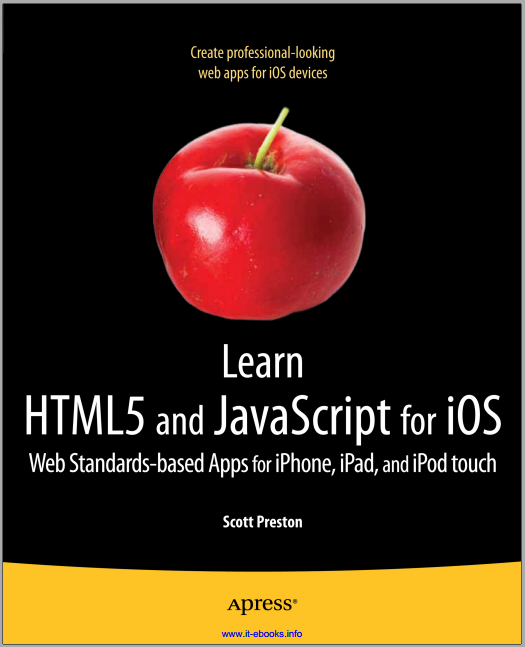 Create professional-looking
web apps for iOS devices
Learn
HTML5 and JavaScript for iOS
Web Standards-based Apps for iPhone, iPad, and iPod touch
Scott Preston
Apress®
www.it-ebooks.info